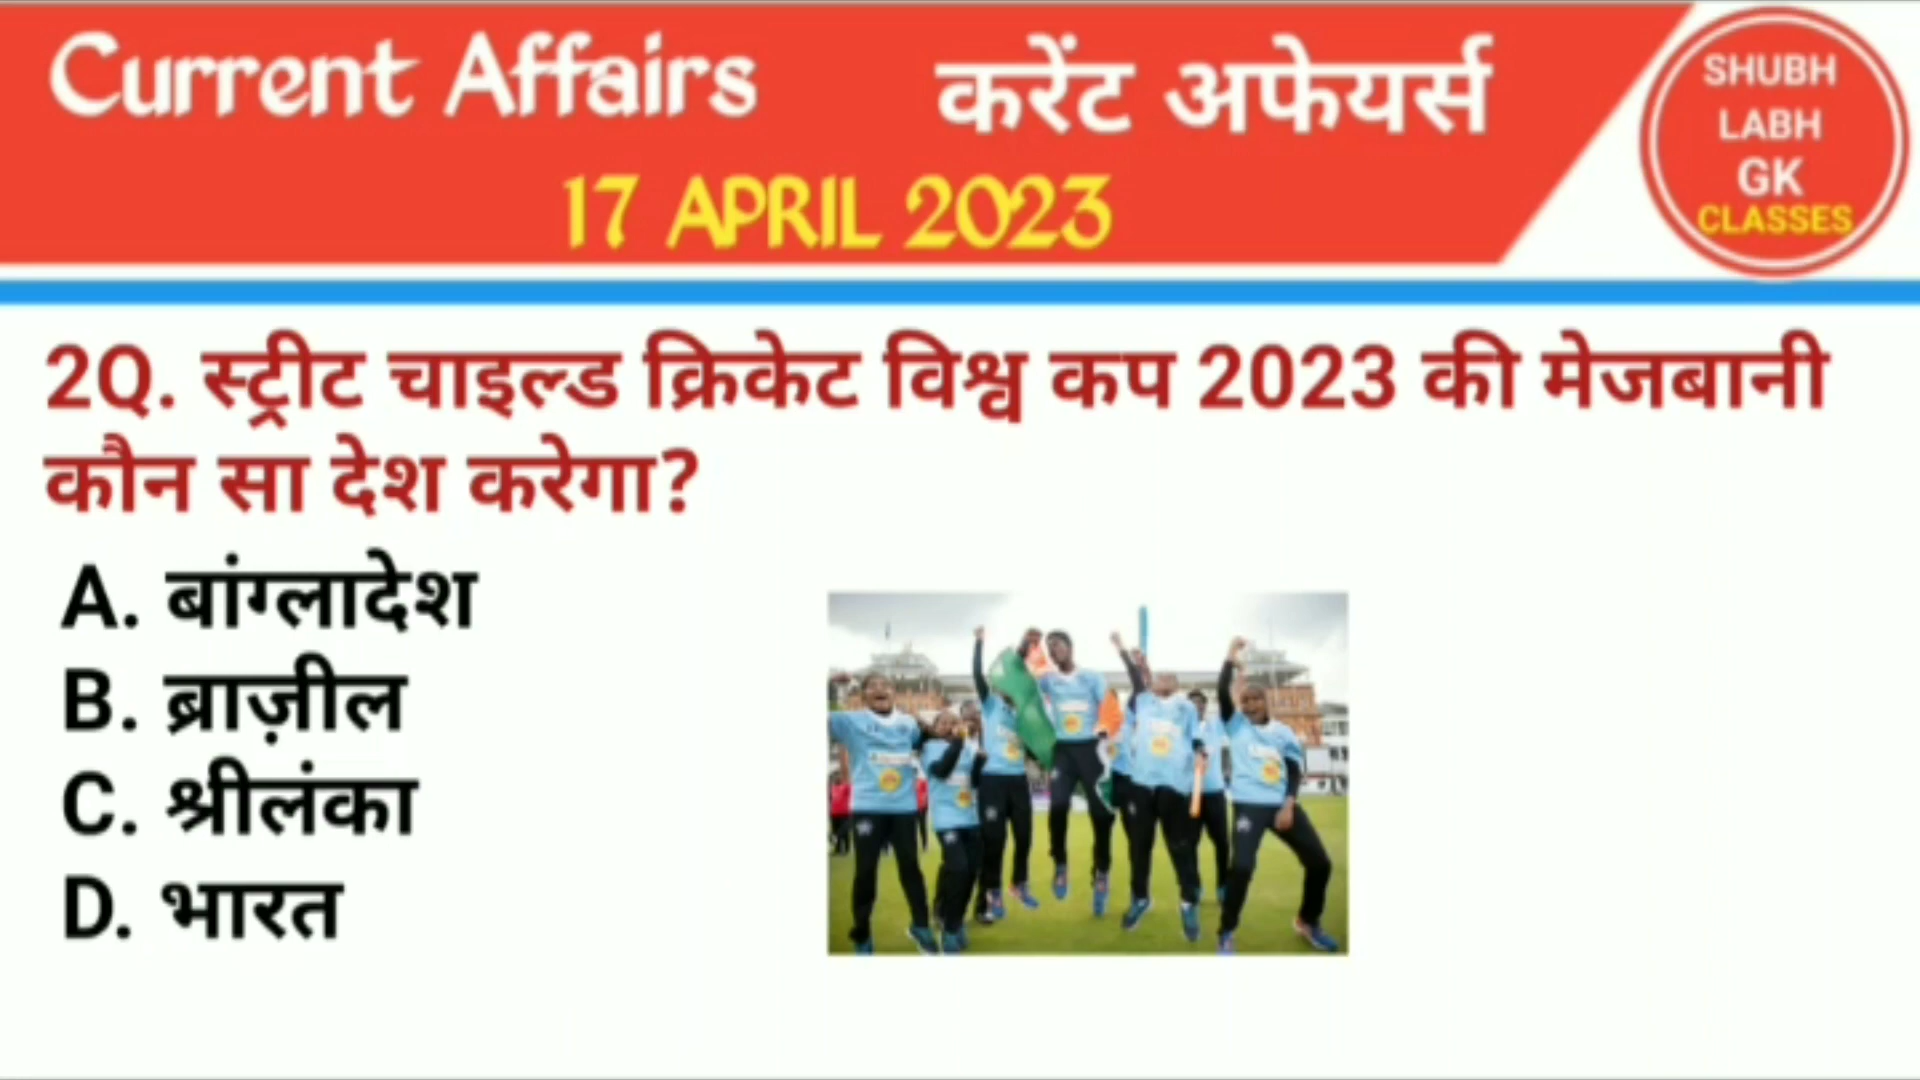 Current Affairs करेंट अफेयर्स
17 APRIL 2023
SHUBH
LABH
GK
CLASSES
2Q. स्ट्रीट चाइल्ड क्रिकेट विश्व कप 2023 की मेजबानी
कौन सा देश करेगा?
A. बांग्लादेश
B. ब्राज़ील
C. श्रीलंका
D. भारत